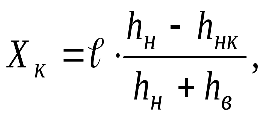 X_к = ℓ · (h_н - h_нк) / (h_н + h_в) ,